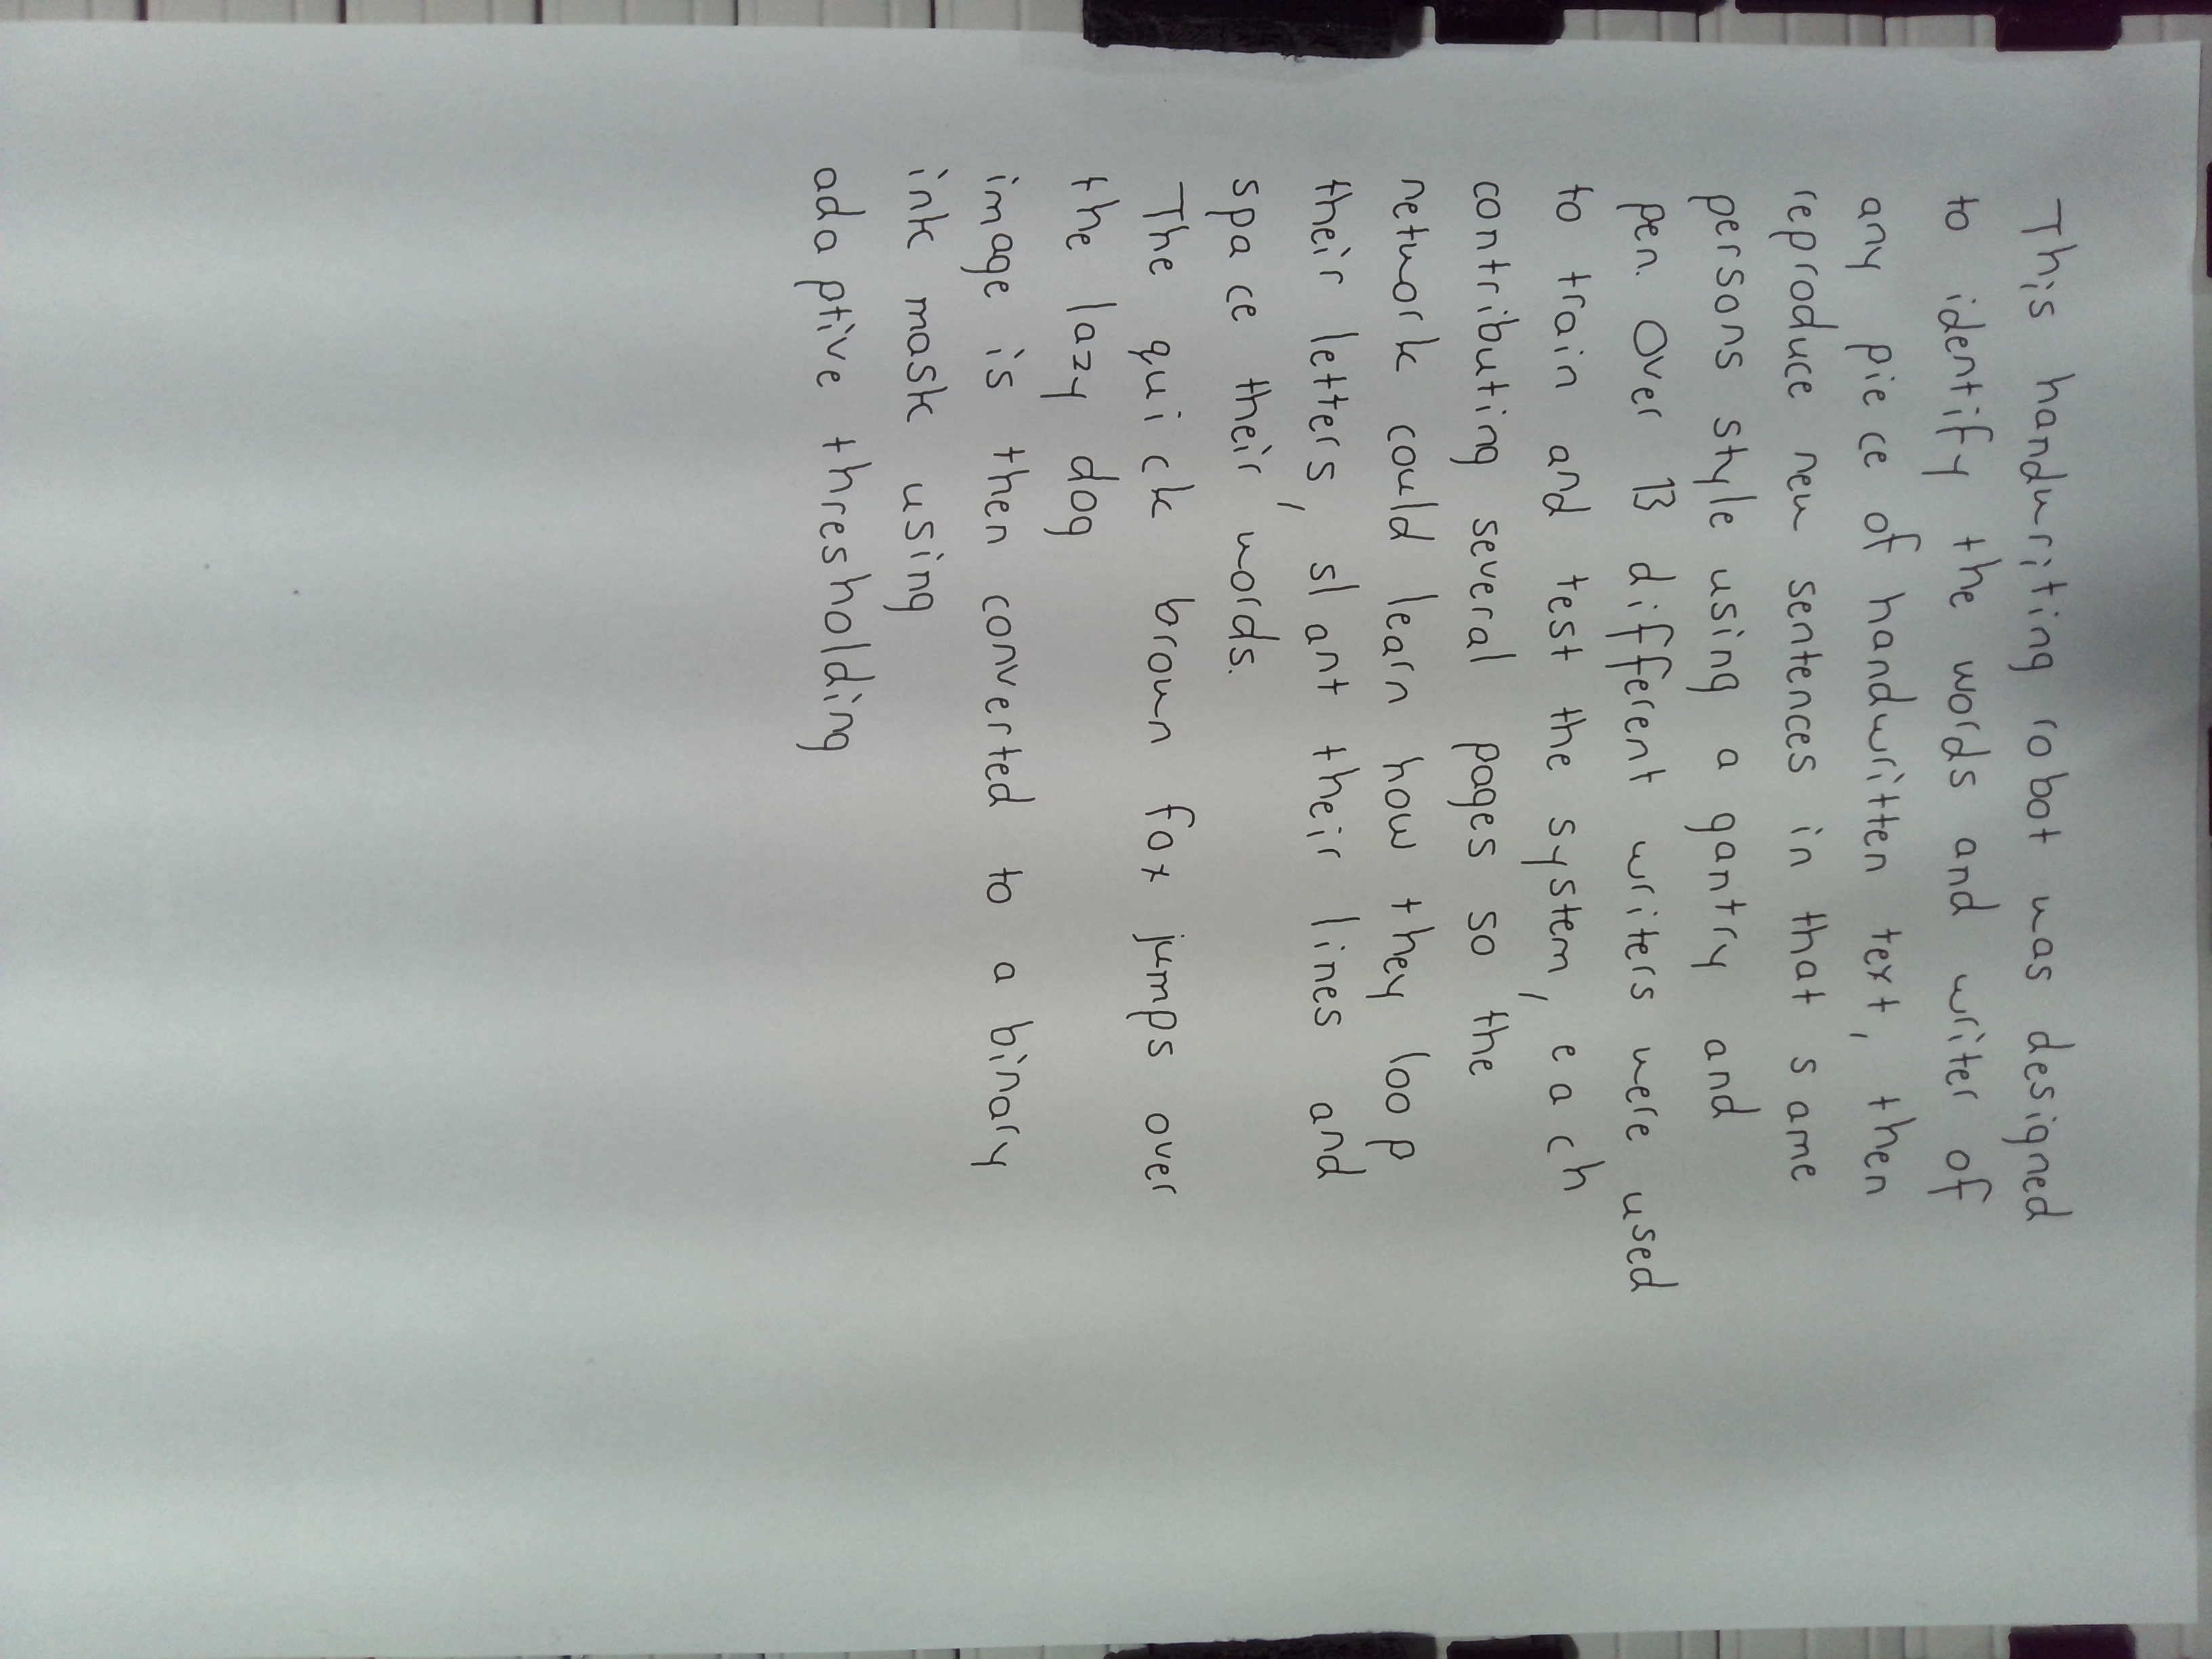 This handwriting robot was designed
to identify the words and writer of
any piece of handwritten text, then
reproduce new sentences in that same
persons style using a gantry and
pen. Over 13 different writers were used
to train and test the system, each
contributing several pages so the
network could learn how they loop
their letters, slant their lines and
space their words.
The quick brown fox jumps over
the lazy dog
image is then converted to a binary
ink mask using
adaptive thresholding